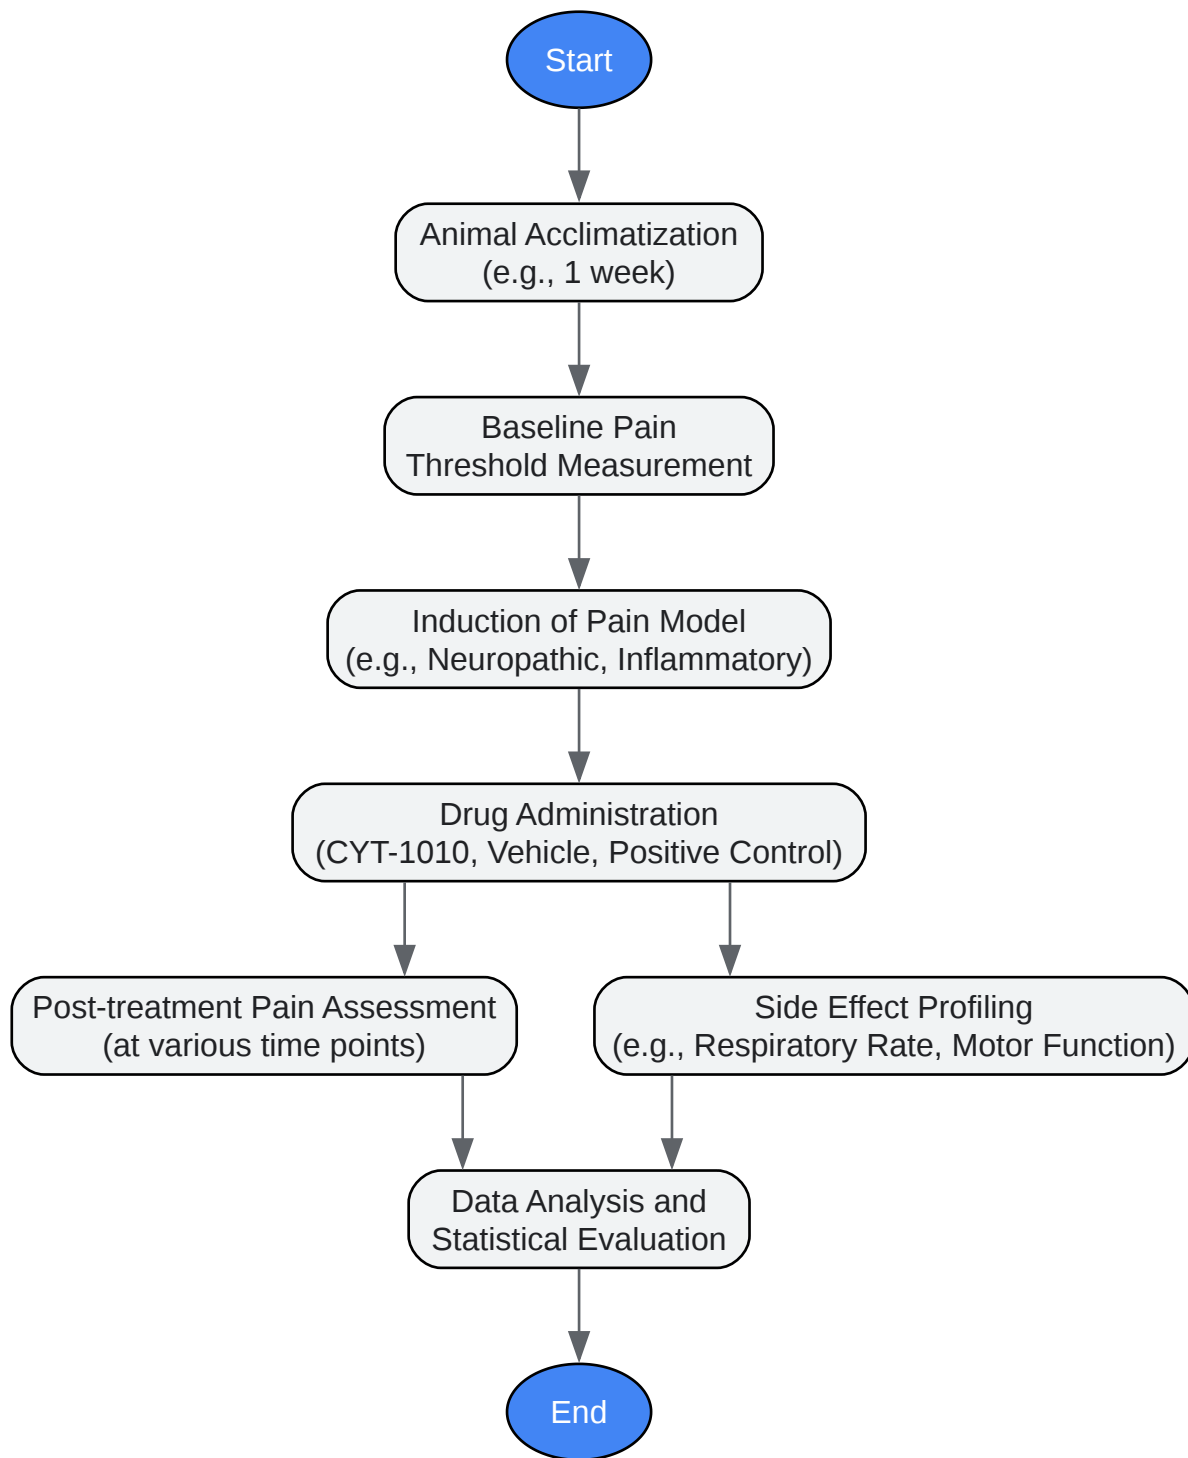 Start
Animal Acclimatization
(e.g., 1 week)
Baseline Pain
Threshold Measurement
Induction of Pain Model
(e.g., Neuropathic, Inflammatory)
Drug Administration
(CYT-1010, Vehicle, Positive Control)
Post-treatment Pain Assessment
(at various time points)
Side Effect Profiling
(e.g., Respiratory Rate, Motor Function)
Data Analysis and
Statistical Evaluation
End